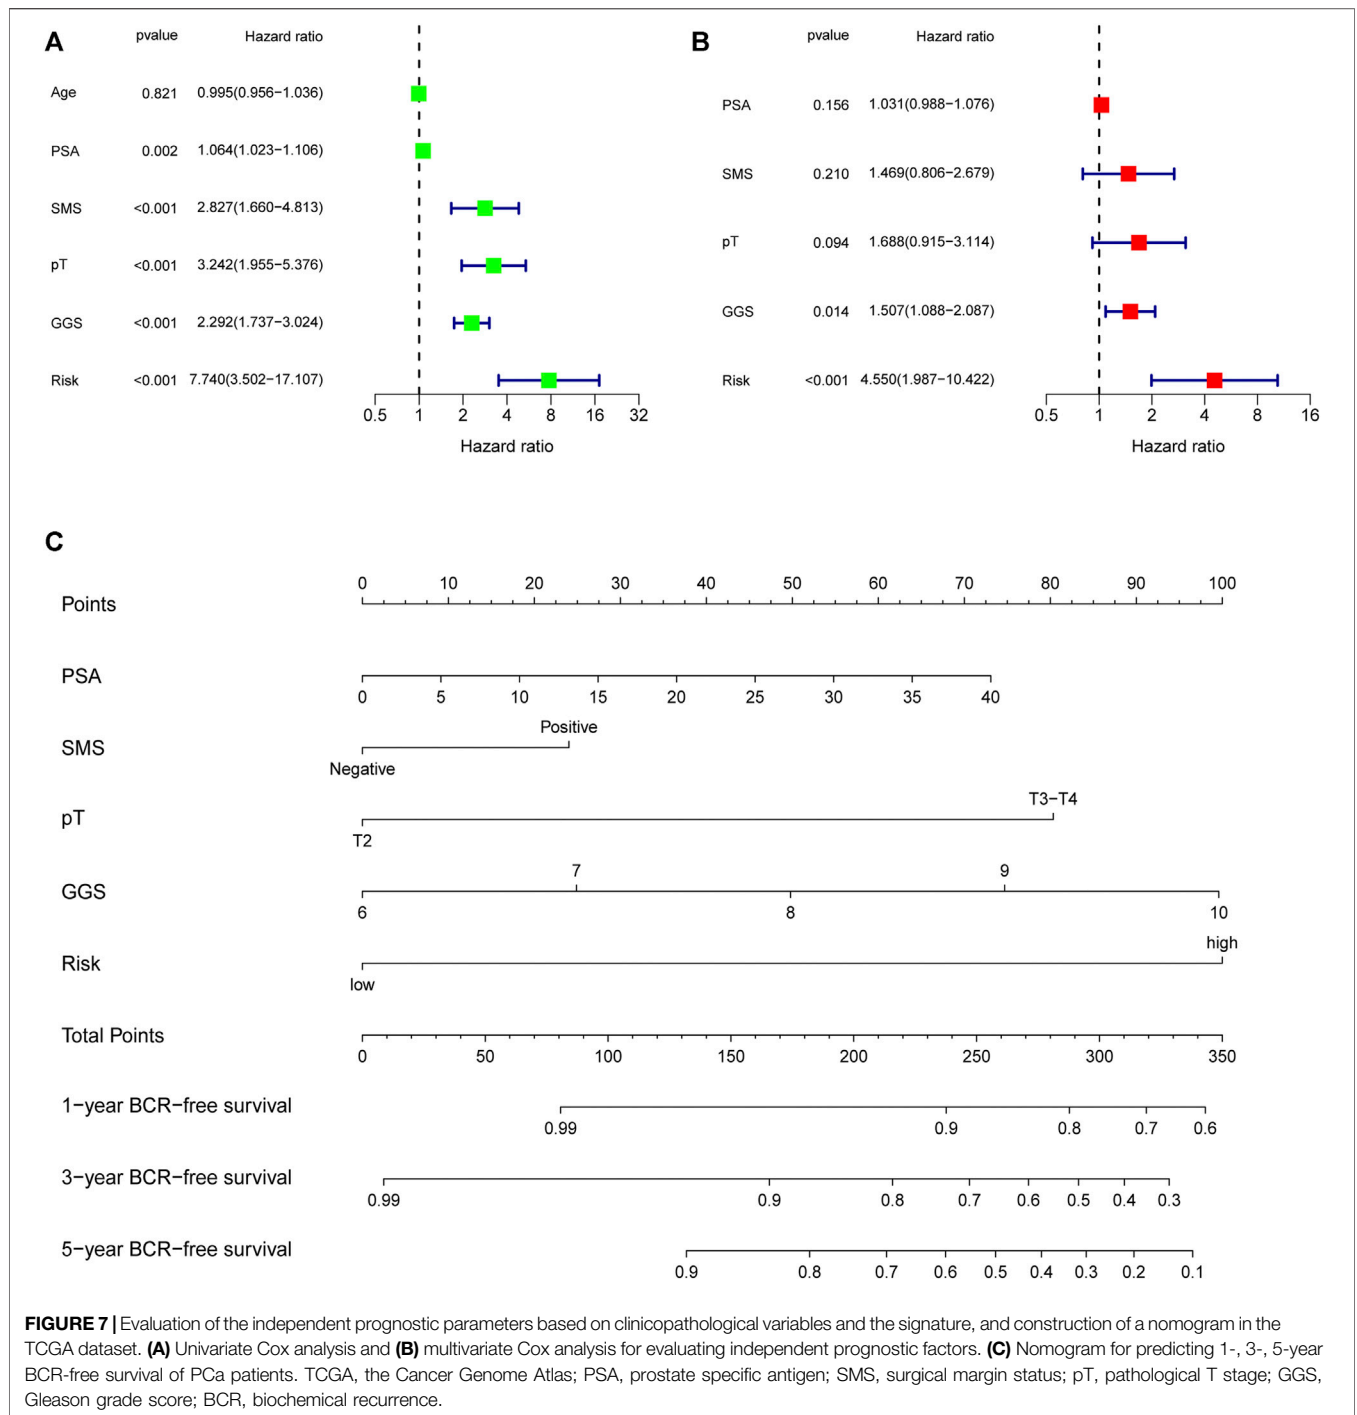 A
pvalue Hazard ratio
Age 0.821 0.995(0.956−1.036)
PSA 0.002 1.064(1.023−1.106)
SMS <0.001 2.827(1.660−4.813)
pT <0.001 3.242(1.955−5.376)
GGS <0.001 2.292(1.737−3.024)
Risk <0.001 7.740(3.502−17.107)
0.5 1 2 4 8 16 32
Hazard ratio
B
pvalue Hazard ratio
PSA 0.156 1.031(0.988−1.076)
SMS 0.210 1.469(0.806−2.679)
pT 0.094 1.688(0.915−3.114)
GGS 0.014 1.507(1.088−2.087)
Risk <0.001 4.550(1.987−10.422)
0.5 1 2 4 8 16
Hazard ratio
C
0 10 20 30 40 50 60 70 80 90 100
Points
PSA
0 5 10 15 20 25 30 35 40
Positive
SMS
Negative
T3−T4
pT
T2
7 9
GGS
6 8 10
high
Risk
low
Total Points
0 50 100 150 200 250 300 350
1−year BCR−free survival
0.99 0.9 0.8 0.7 0.6
3−year BCR−free survival
0.99 0.9 0.8 0.7 0.6 0.5 0.4 0.3
5−year BCR−free survival
0.9 0.8 0.7 0.6 0.5 0.4 0.3 0.2 0.1
FIGURE 7 | Evaluation of the independent prognostic parameters based on clinicopathological variables and the signature, and construction of a nomogram in the
TCGA dataset. (A) Univariate Cox analysis and (B) multivariate Cox analysis for evaluating independent prognostic factors. (C) Nomogram for predicting 1-, 3-, 5-year
BCR-free survival of PCa patients. TCGA, the Cancer Genome Atlas; PSA, prostate specific antigen; SMS, surgical margin status; pT, pathological T stage; GGS,
Gleason grade score; BCR, biochemical recurrence.